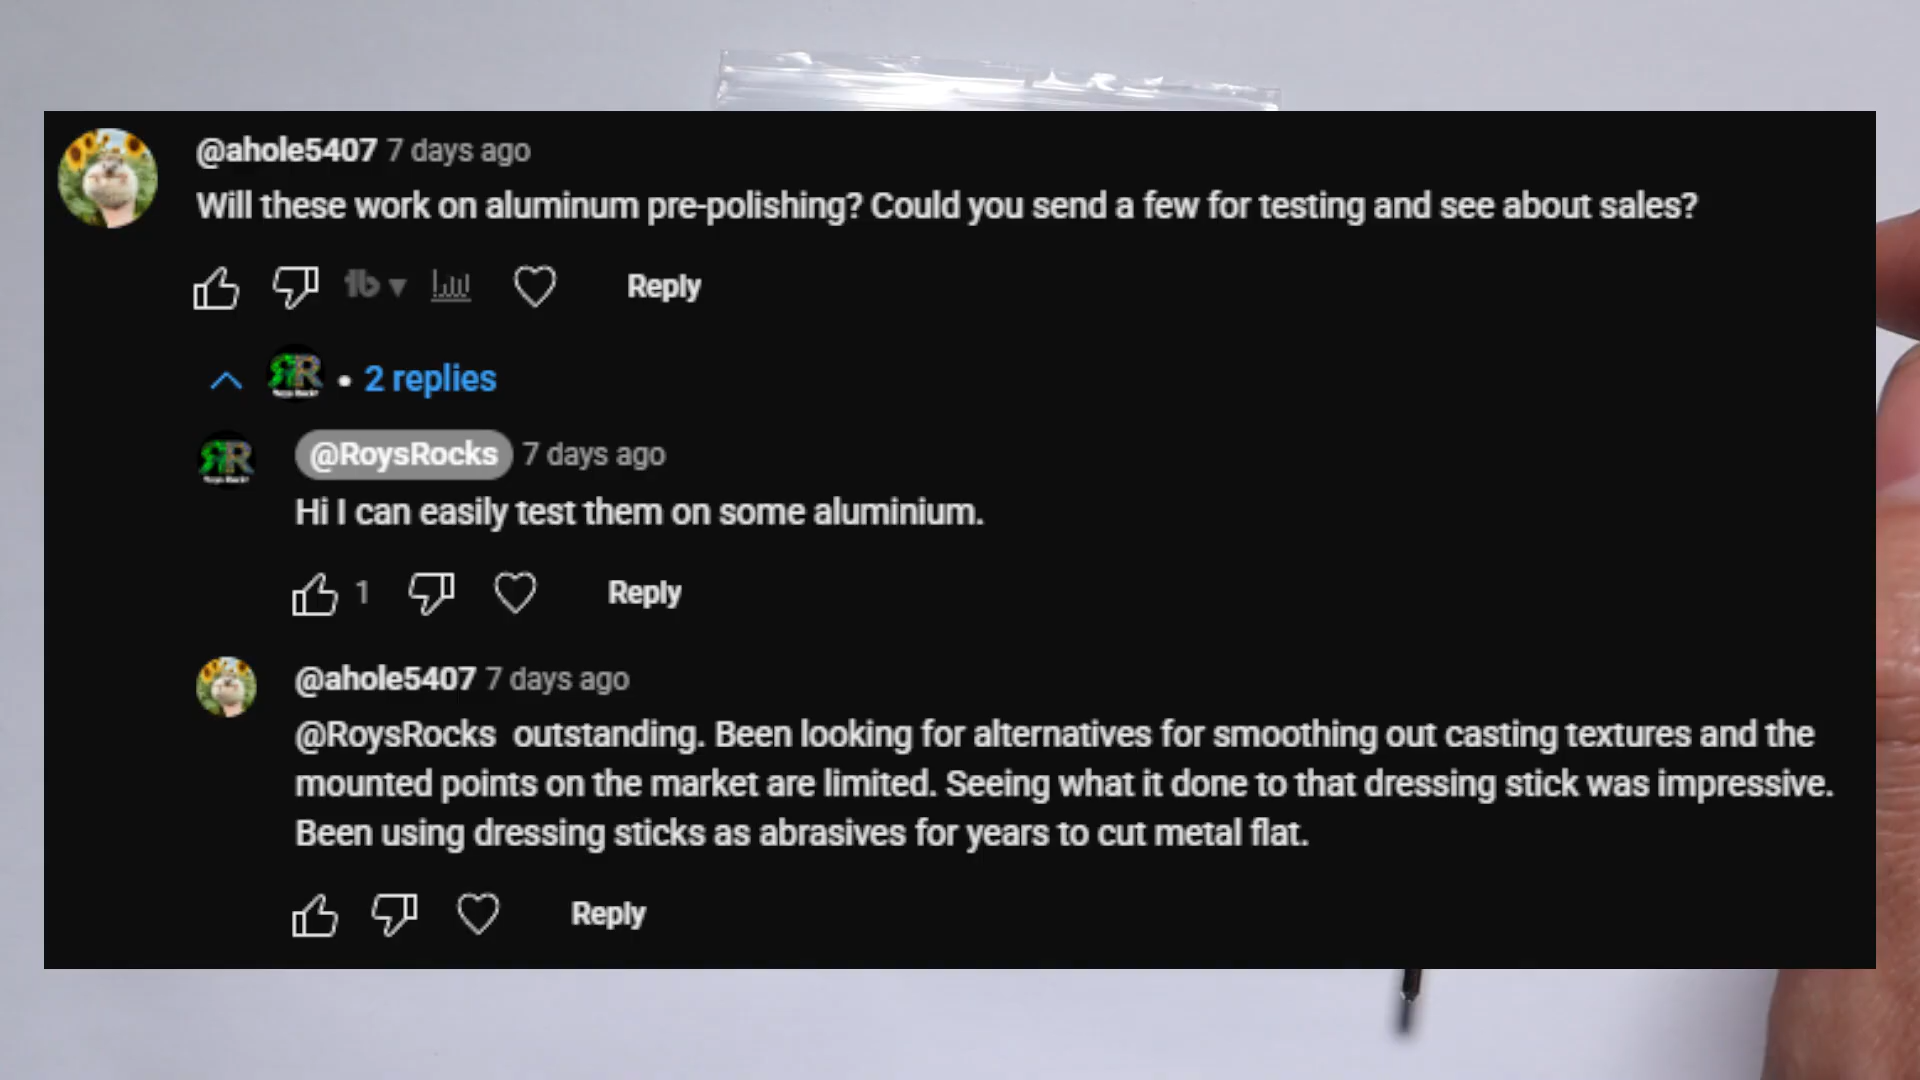 @ahole5407 7 days ago
Will these work on aluminum pre-polishing? Could you send a few for testing and see about sales?
Reply
2 replies
@RoysRocks 7 days ago
Hi I can easily test them on some aluminium.
1
Reply
@ahole5407 7 days ago
@RoysRocks outstanding. Been looking for alternatives for smoothing out casting textures and the
mounted points on the market are limited. Seeing what it done to that dressing stick was impressive.
Been using dressing sticks as abrasives for years to cut metal flat.
Reply